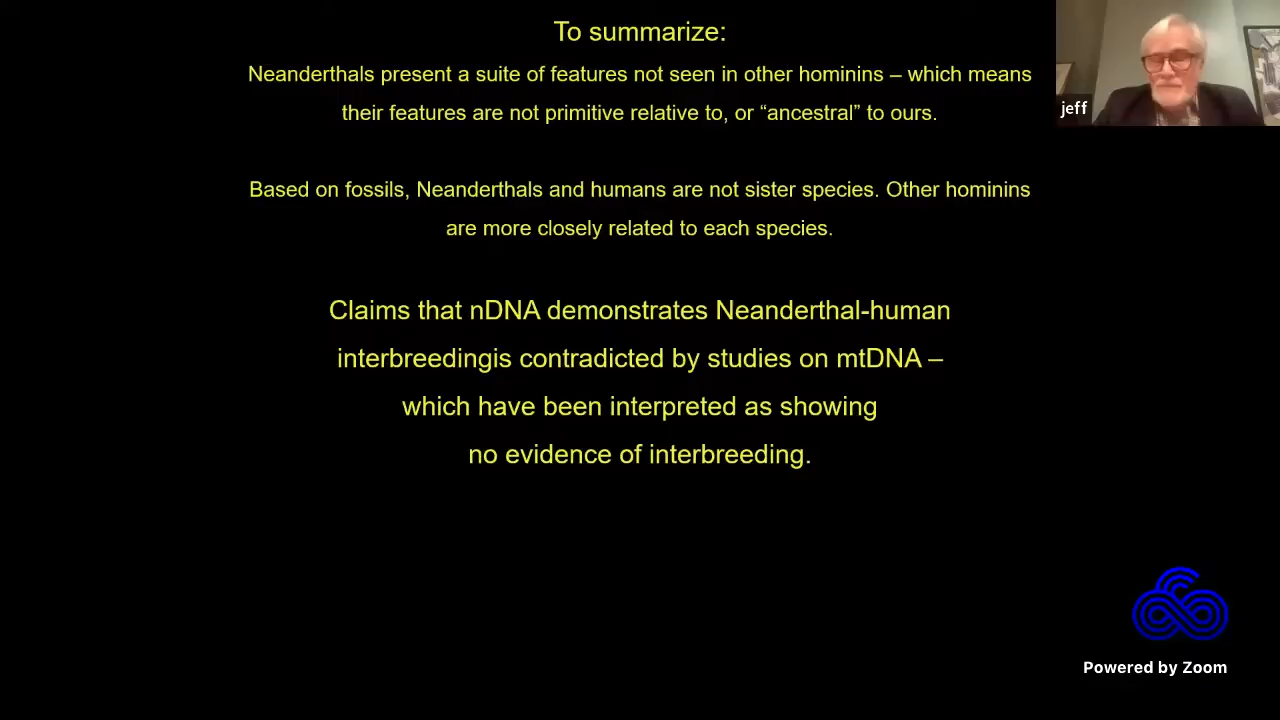 To summarize:
Neanderthals present a suite of features not seen in other hominins – which means
their features are not primitive relative to, or “ancestral” to ours.
Based on fossils, Neanderthals and humans are not sister species. Other hominins
are more closely related to each species.
Claims that nDNA demonstrates Neanderthal-human
interbreedingis contradicted by studies on mtDNA –
which have been interpreted as showing
no evidence of interbreeding.
jeff
Powered by Zoom